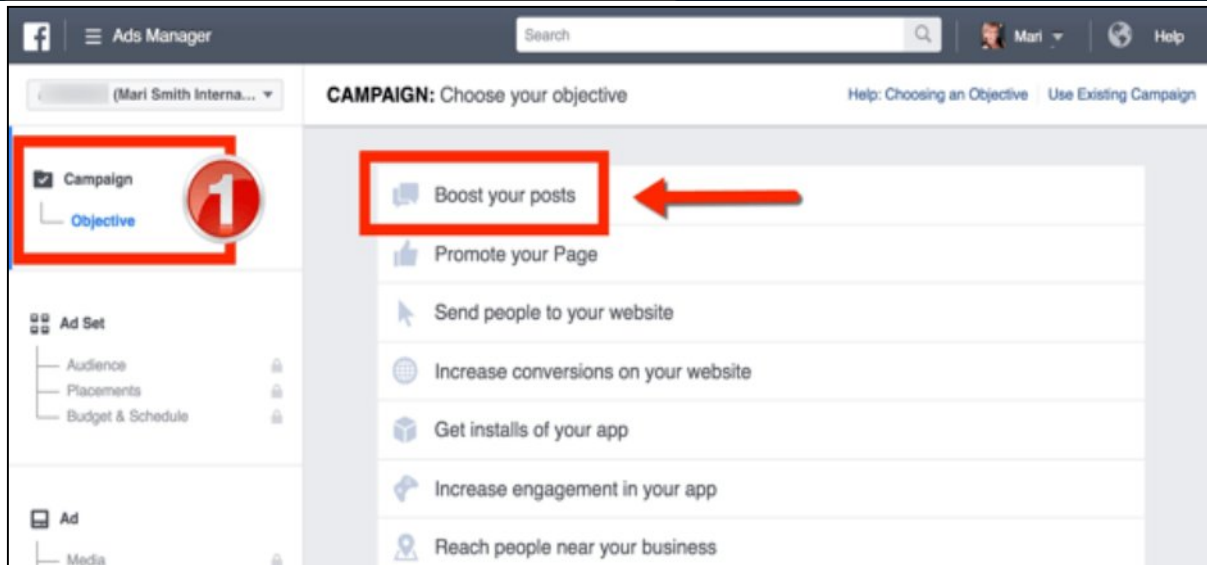 f Ads Manager
Search
Mari
Help
(Mari Smith Interna...
CAMPAIGN: Choose your objective
Help: Choosing an Objective
Use Existing Campaign
Campaign
Objective
1
Ad Set
Audience
Placements
Budget & Schedule
Ad
Media
Boost your posts
Promote your Page
Send people to your website
Increase conversions on your website
Get installs of your app
Increase engagement in your app
Reach people near your business